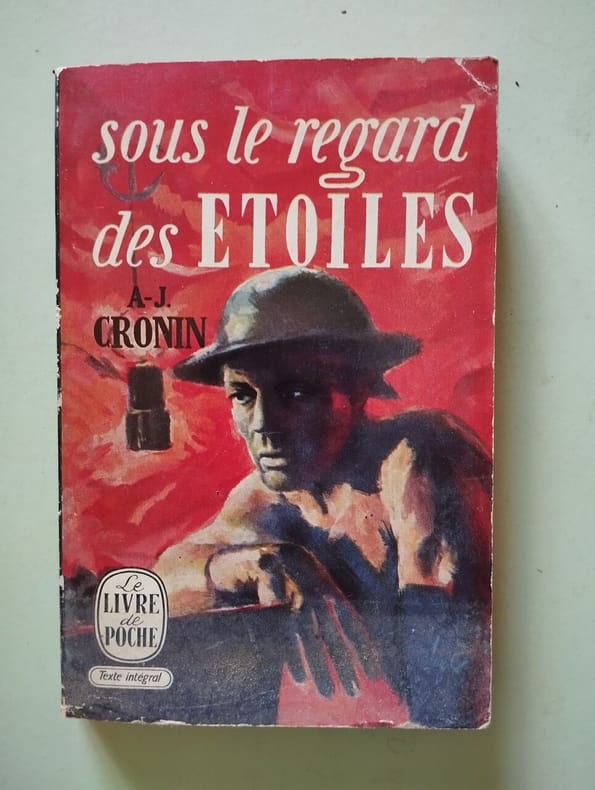 sous le regard
des ETOILES
A-J.
CRONIN
Le
LIVRE
de
POCHE
Texte intégral